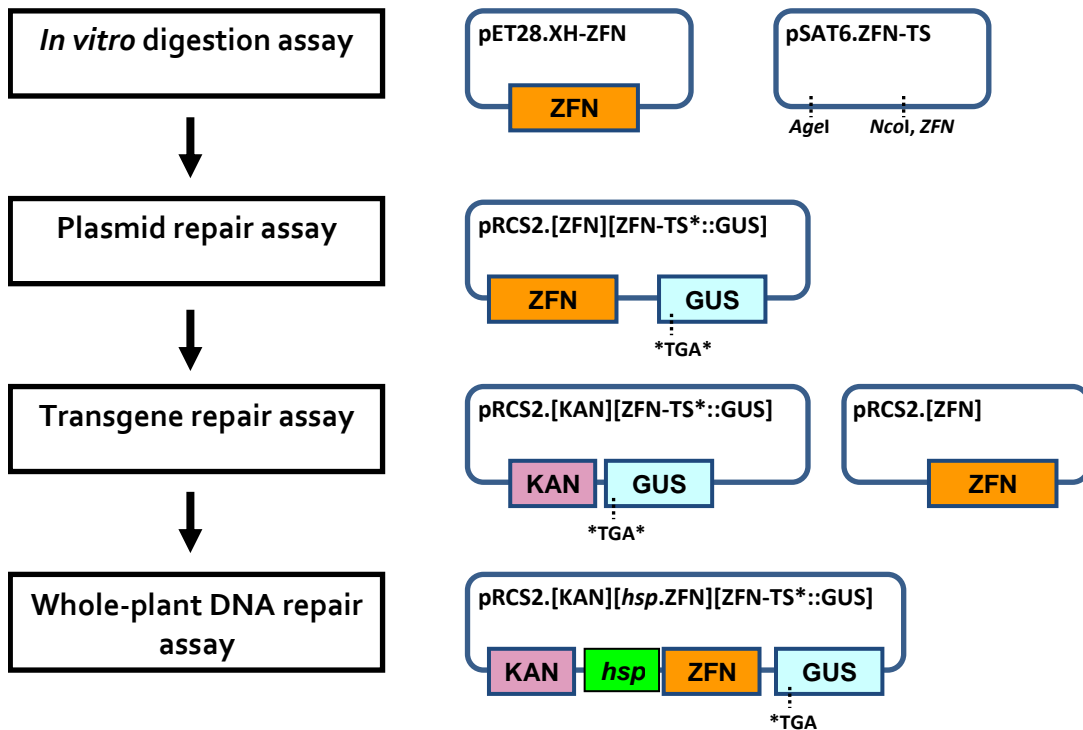 In vitro digestion assay
pET28.XH-ZFN
ZFN
pSAT6.ZFN-TS
AgeI
NcoI, ZFN
Plasmid repair assay
pRCS2.[ZFN][ZFN-TS*::GUS]
ZFN
GUS
*TGA*
Transgene repair assay
pRCS2.[KAN][ZFN-TS*::GUS]
KAN
GUS
*TGA*
pRCS2.[ZFN]
ZFN
Whole-plant DNA repair
assay
pRCS2.[KAN][hsp.ZFN][ZFN-TS*::GUS]
KAN
hsp
ZFN
GUS
*TGA